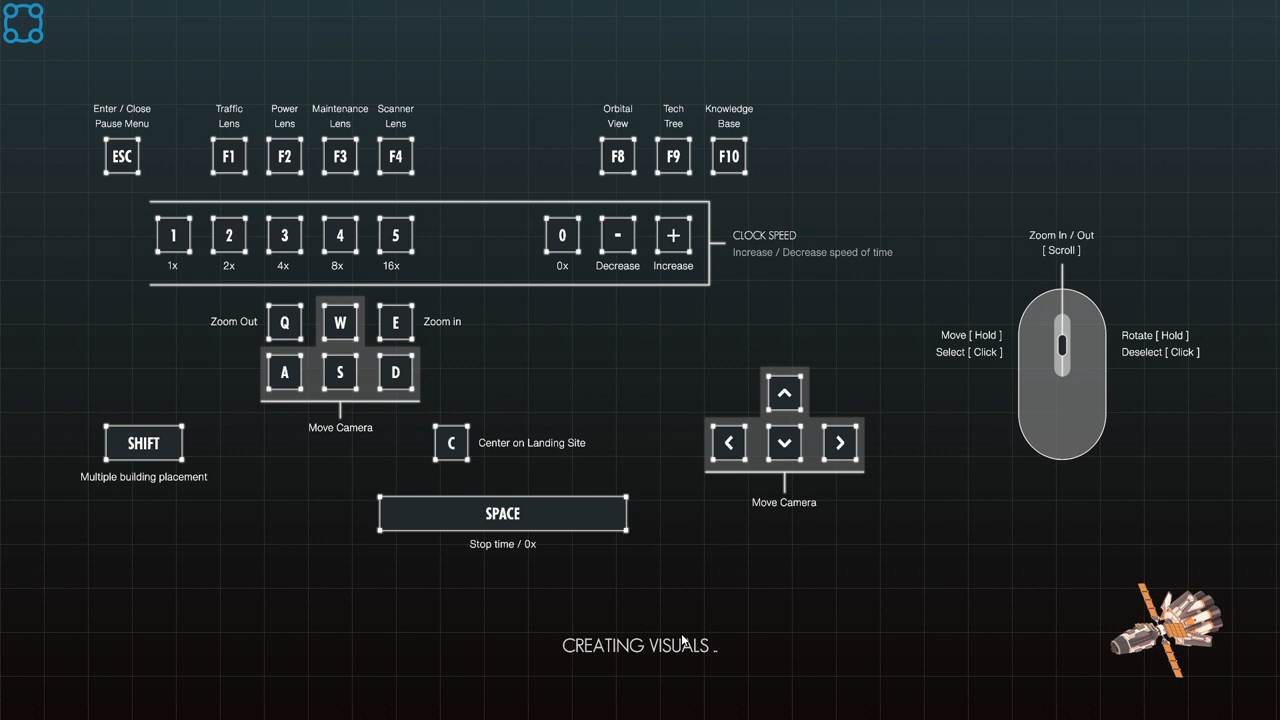 Enter / Close
Pause Menu
Traffic
Lens
Power
Lens
Maintenance
Lens
Scanner
Lens
Orbital
View
Tech
Tree
Knowledge
Base
ESC
F1
F2
F3
F4
F8
F9
F10
1
2
3
4
5
0
-
+
1x
2x
4x
8x
16x
0x
Decrease
Increase
CLOCK SPEED
Increase / Decrease speed of time
Zoom In / Out
[ Scroll ]
Move [ Hold ]
Select [ Click ]
Rotate [ Hold ]
Deselect [ Click ]
Zoom Out
Q
W
E
Zoom in
A
S
D
Move Camera
SHIFT
Multiple building placement
C
Center on Landing Site
Move Camera
SPACE
Stop time / 0x
CREATING VISUALS ..